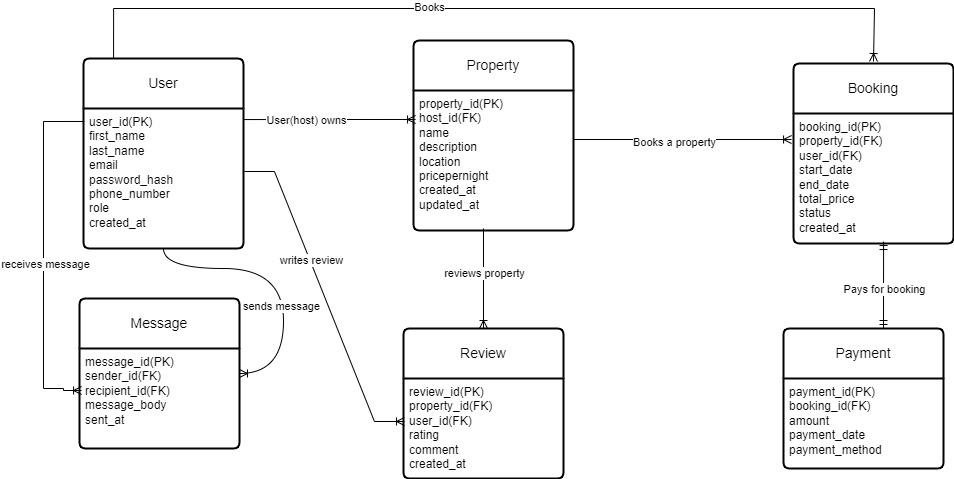 Books
User
user_id(PK)
first_name
last_name
email
password_hash
phone_number
role
created_at
User(host) owns
Property
property_id(PK)
host_id(FK)
name
description
location
pricepernight
created_at
updated_at
Books a property
Booking
booking_id(PK)
property_id(FK)
user_id(FK)
start_date
end_date
total_price
status
created_at
receives message
sends message
writes review
reviews property
Pays for booking
Message
message_id(PK)
sender_id(FK)
recipient_id(FK)
message_body
sent_at
Review
review_id(PK)
property_id(FK)
user_id(FK)
rating
comment
created_at
Payment
payment_id(PK)
booking_id(FK)
amount
payment_date
payment_method